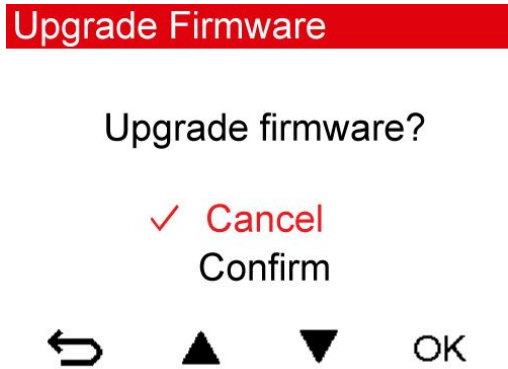 Upgrade Firmware
Upgrade firmware?
✓ Cancel
Confirm
OK